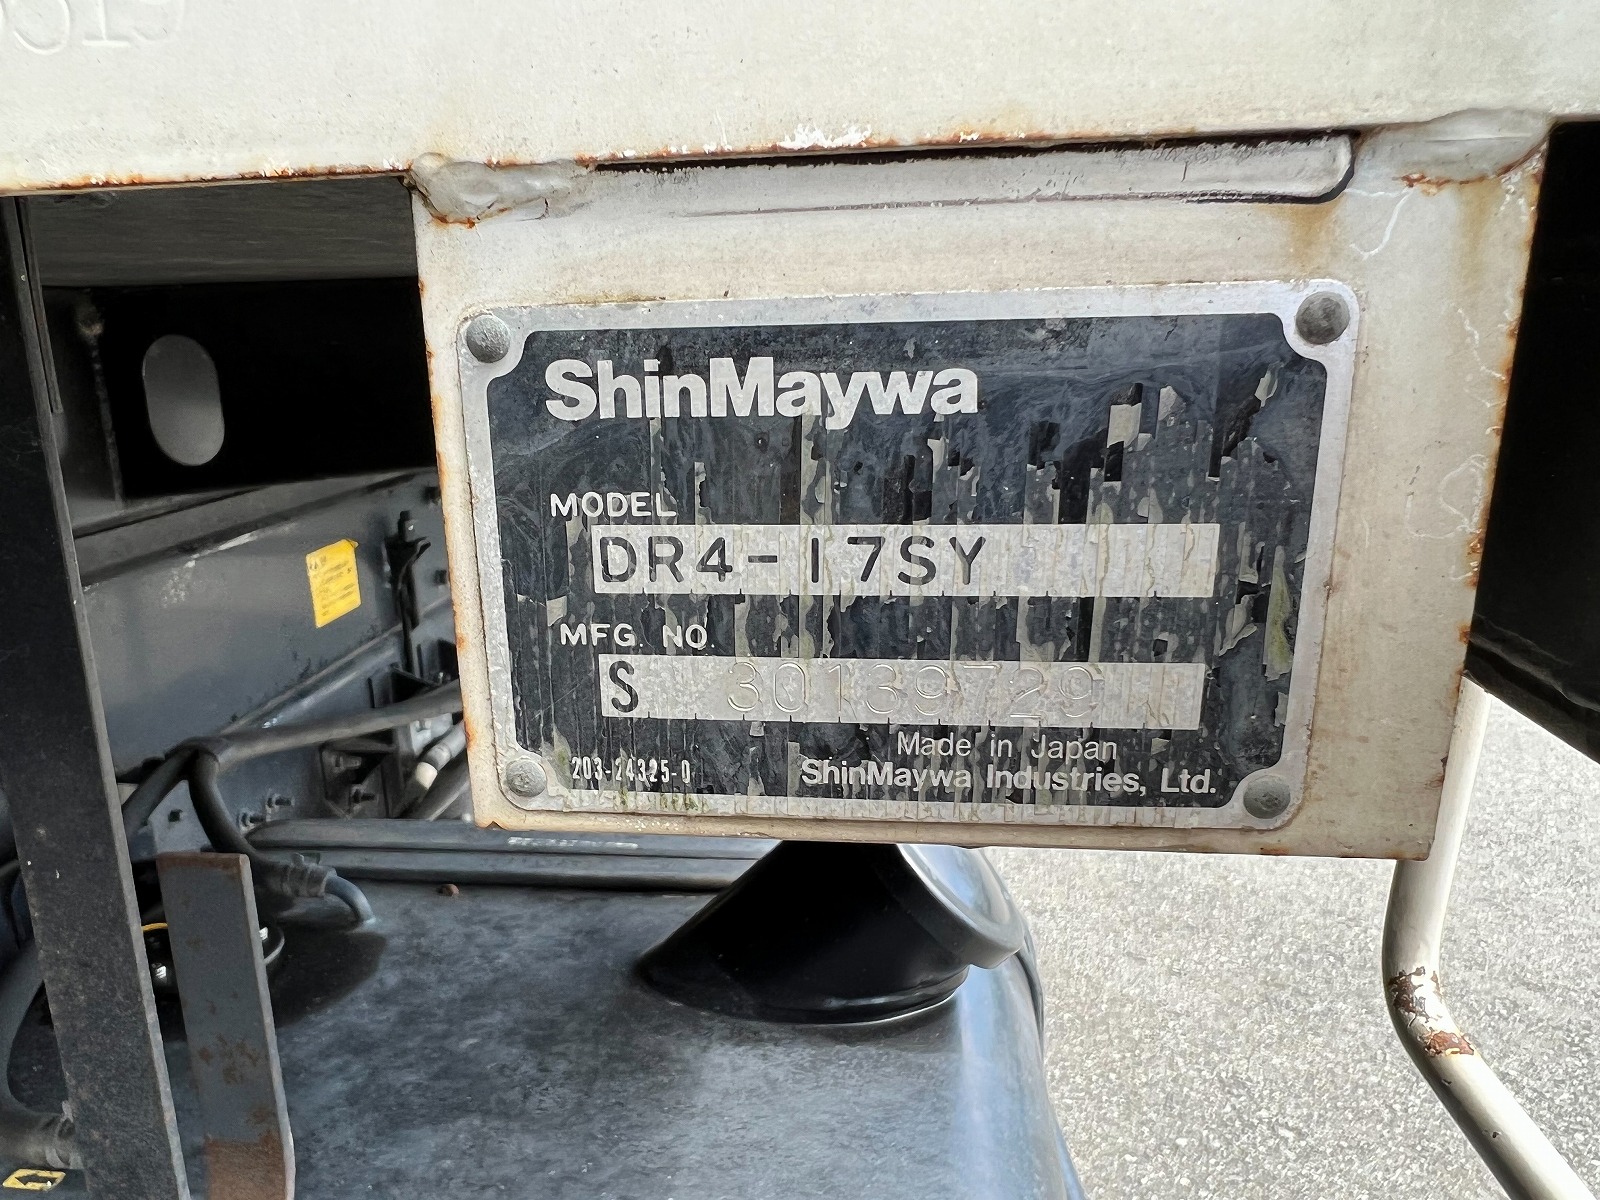 ShinMaywa
MODEL
DR4-17SY
MFG. NO.
S 30139729
Made in Japan
203-24325-0
ShinMaywa Industries, Ltd.